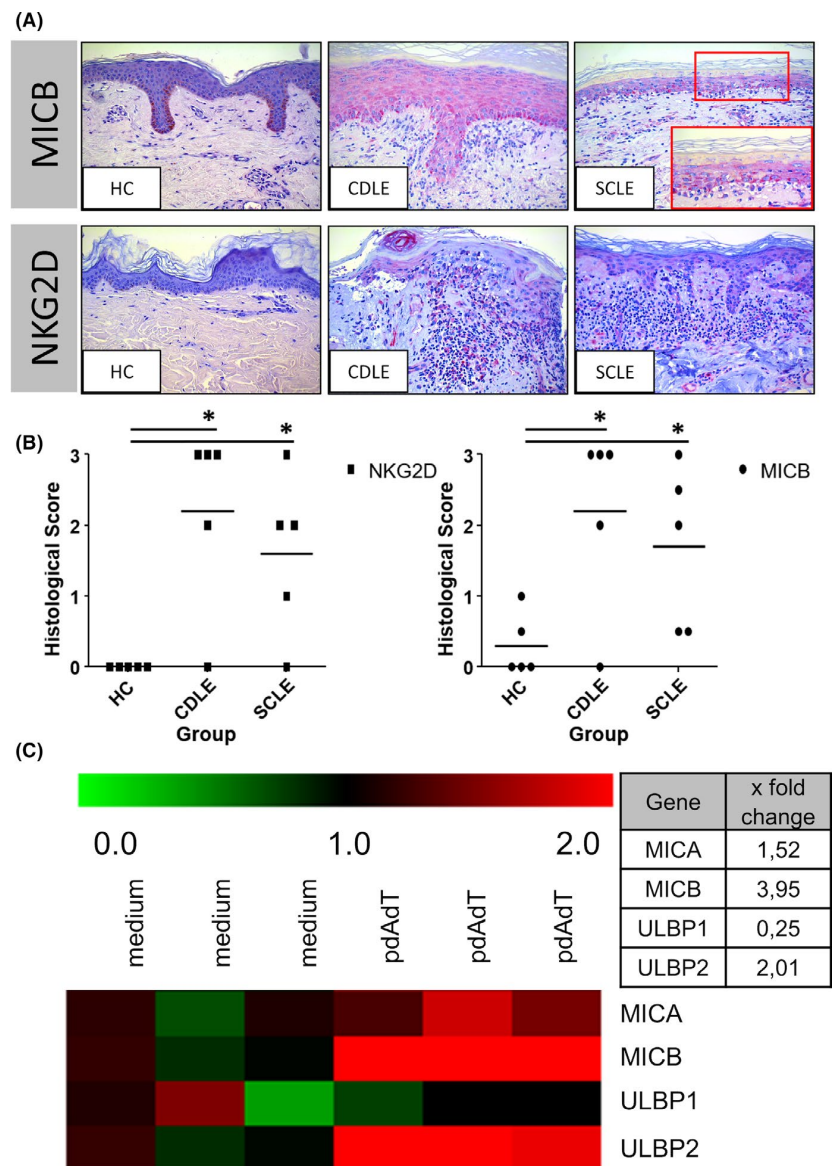 (A)
MICB
HC
CDLE
SCLE
NKG2D
HC
CDLE
SCLE
(B)
* *
3
2
1
0
Histological Score
HC
CDLE
SCLE
Group
NKG2D
* *
3
2
1
0
Histological Score
HC
CDLE
SCLE
Group
MICB
(C)
0.0 1.0 2.0
medium medium medium pdAdT pdAdT pdAdT
Gene x fold change
MICA 1,52
MICB 3,95
ULBP1 0,25
ULBP2 2,01
MICA
MICB
ULBP1
ULBP2